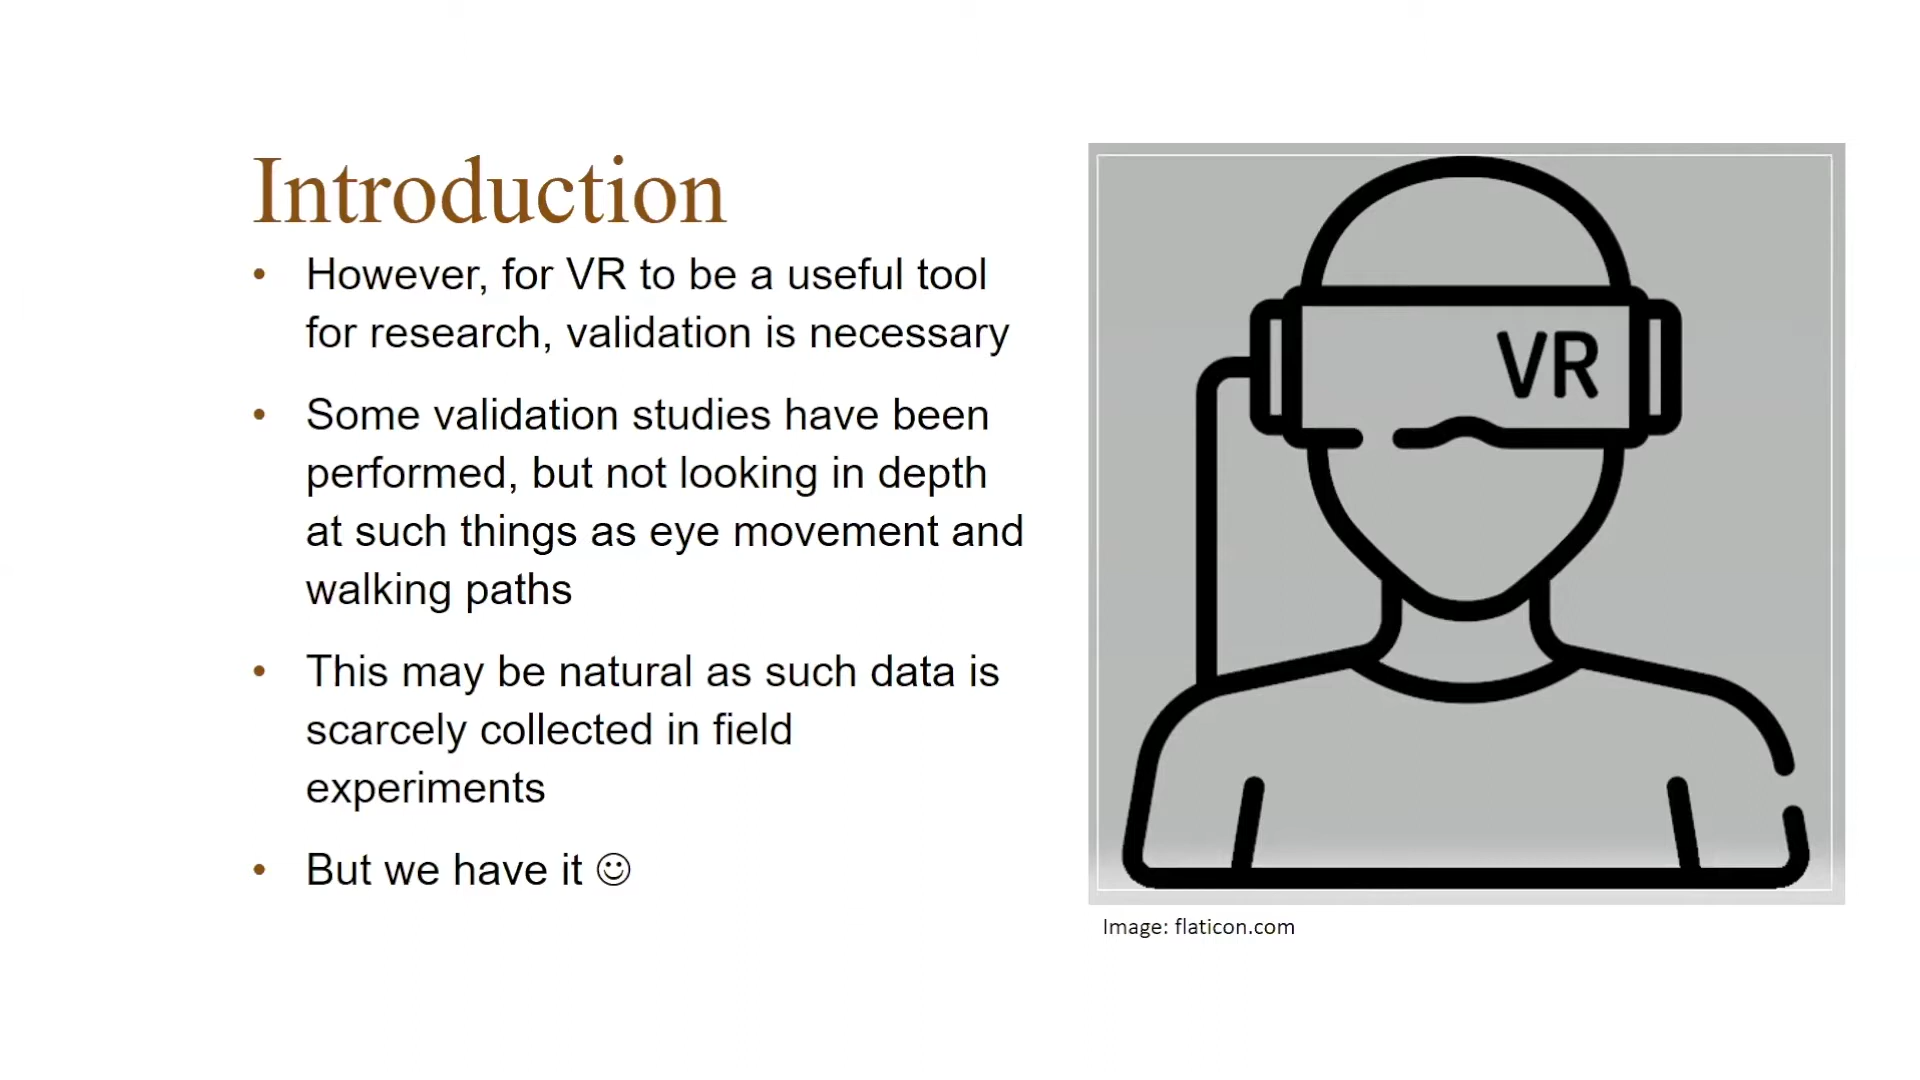 Introduction
• However, for VR to be a useful tool
for research, validation is necessary
• Some validation studies have been
performed, but not looking in depth
at such things as eye movement and
walking paths
• This may be natural as such data is
scarcely collected in field
experiments
• But we have it ☺
VR
Image: flaticon.com